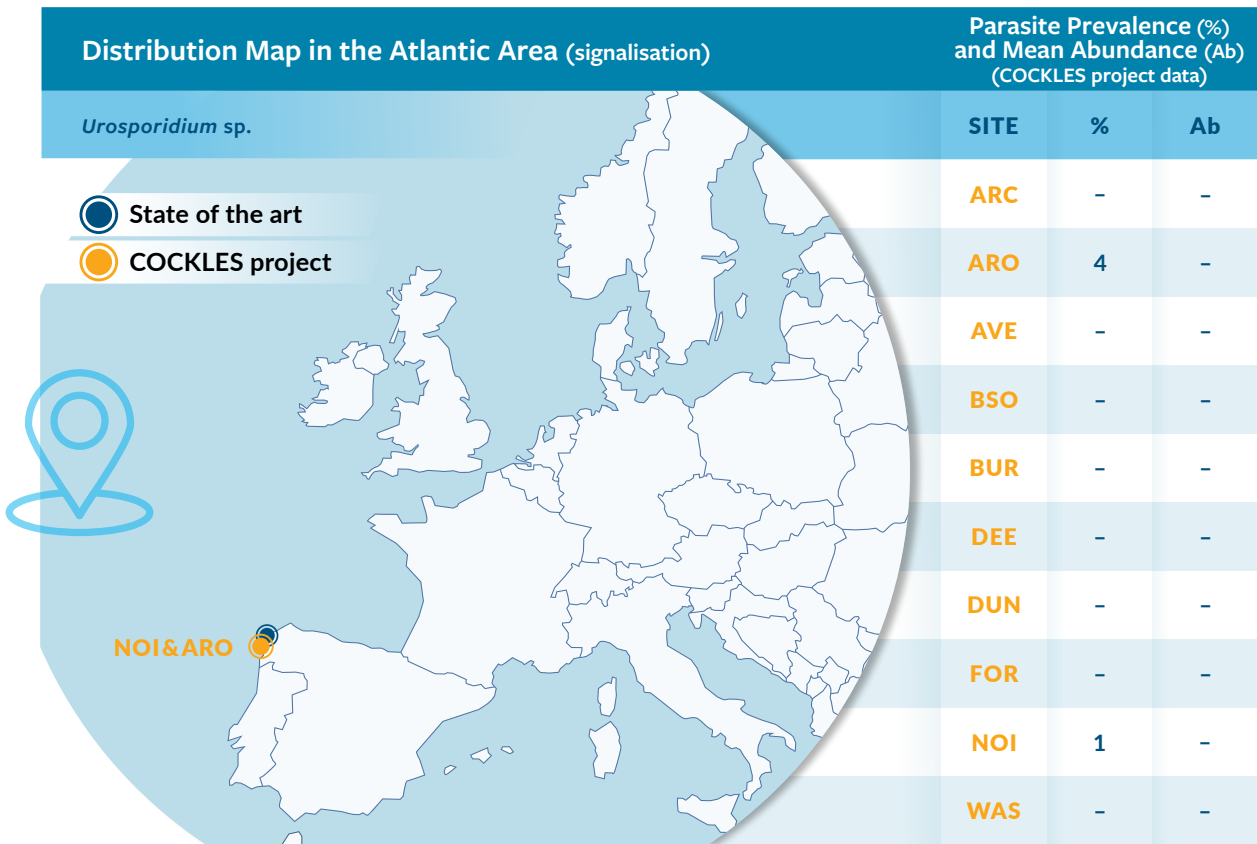 Distribution Map in the Atlantic Area (signalisation)
Parasite Prevalence (%)
and Mean Abundance (Ab)
(COCKLES project data)
Urosporidium sp.
SITE % Ab
State of the art
COCKLES project
NOI & ARO
ARC – –
ARO 4 –
AVE – –
BSO – –
BUR – –
DEE – –
DUN – –
FOR – –
NOI 1 –
WAS – –